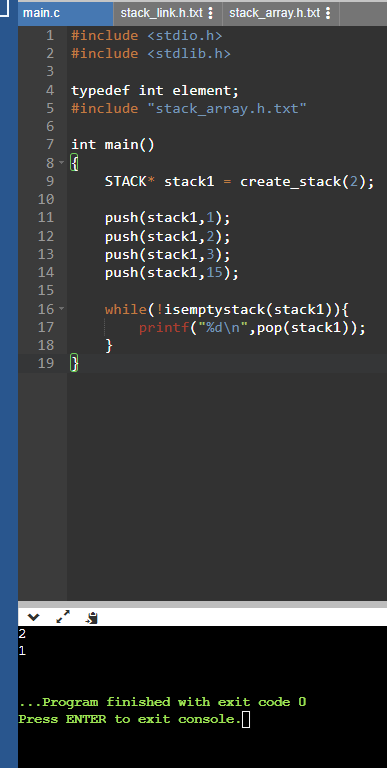 main.c stack_link.h.txt stack_array.h.txt
1 #include <stdio.h>
2 #include <stdlib.h>
3
4 typedef int element;
5 #include "stack_array.h.txt"
6
7 int main()
8 {
9     STACK* stack1 = create_stack(2);
10
11     push(stack1,1);
12     push(stack1,2);
13     push(stack1,3);
14     push(stack1,15);
15
16     while(!isemptystack(stack1)){
17         printf("%d\n",pop(stack1));
18     }
19 }
2
1
...Program finished with exit code 0
Press ENTER to exit console.